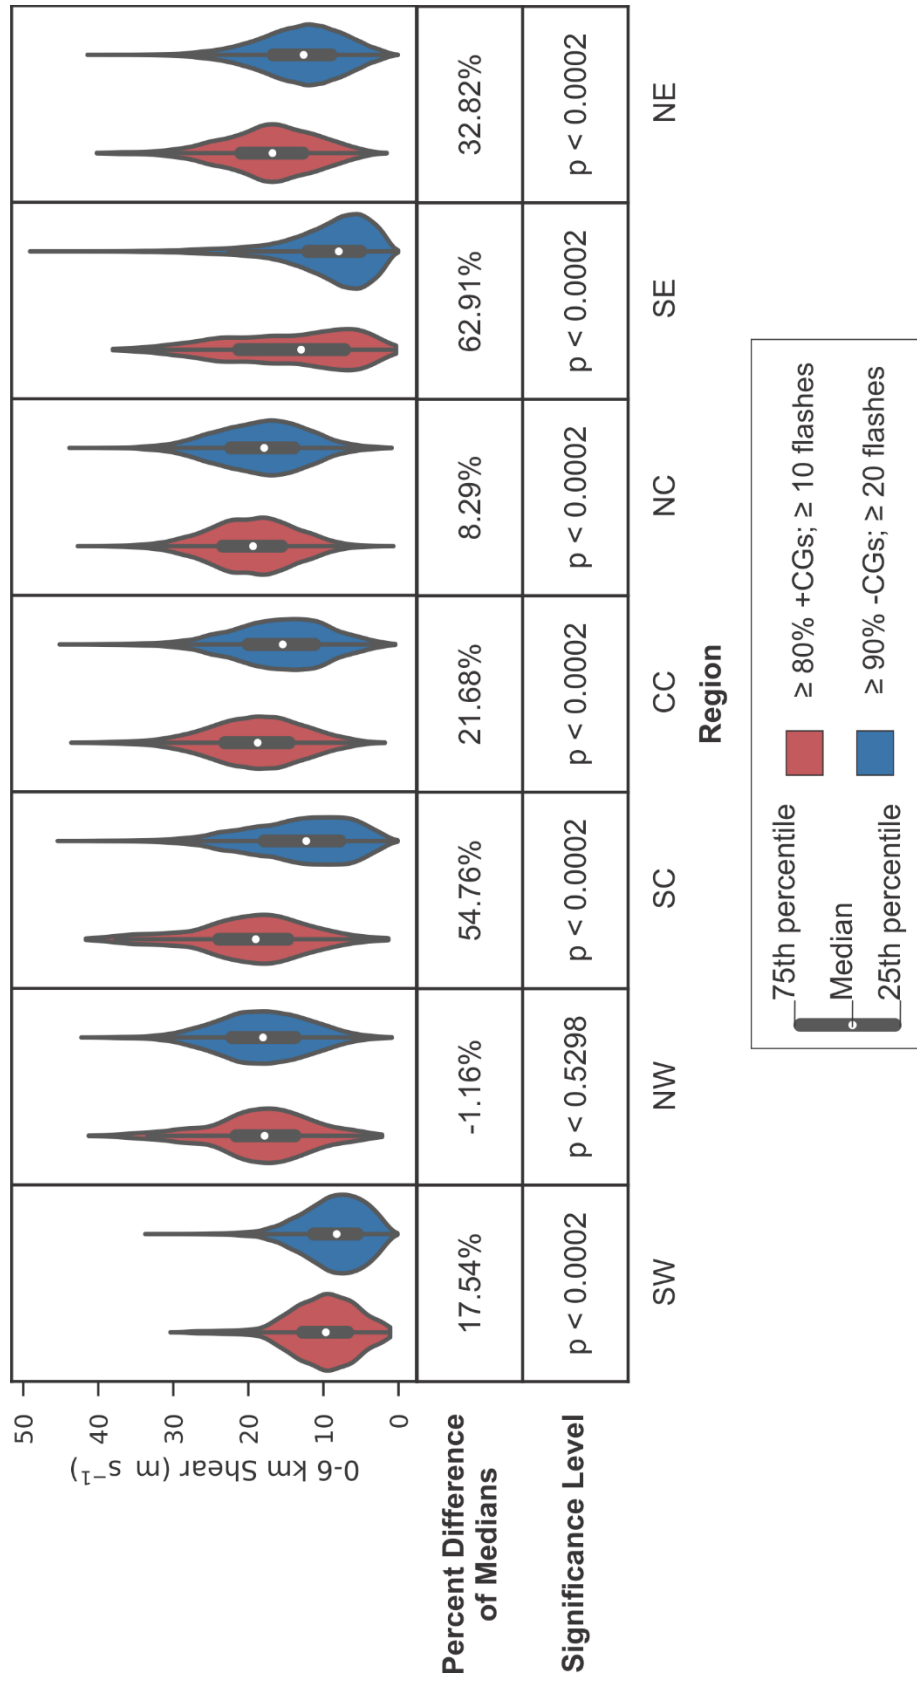 50
40
30
20
10
0
0-6 km Shear (m s⁻¹)
Percent Difference
of Medians
17.54%
-1.16%
54.76%
21.68%
8.29%
62.91%
32.82%
Significance Level
p < 0.0002
p < 0.5298
p < 0.0002
p < 0.0002
p < 0.0002
p < 0.0002
p < 0.0002
SW
NW
SC
CC
NC
SE
NE
Region
75th percentile
Median
25th percentile
≥ 80% +CGs; ≥ 10 flashes
≥ 90% -CGs; ≥ 20 flashes